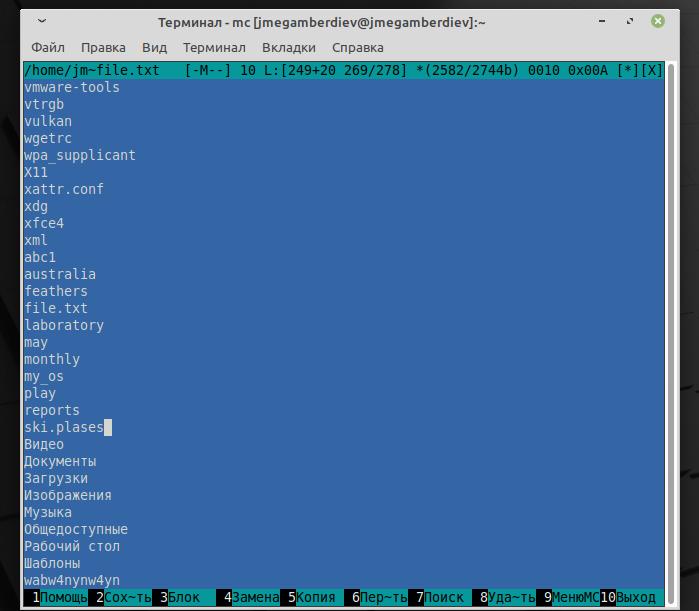 Терминал - mc [jmegamberdiev@jmegamberdiev]:~
Файл Правка Вид Терминал Вкладки Справка
/home/jm~file.txt [-M--] 10 L:[249+20 269/278] *(2582/2744b) 0010 0x00A [*][X]
vmware-tools
vtrgb
vulkan
wgetrc
wpa_supplicant
X11
xattr.conf
xdg
xfce4
xml
abc1
australia
feathers
file.txt
laboratory
may
monthly
my_os
play
reports
ski.plases
Видео
Документы
Загрузки
Изображения
Музыка
Общедоступные
Рабочий стол
Шаблоны
wabw4nynw4yn
1Помощь 2Сох~ть 3Блок 4Замена 5Копия 6Пер~ть 7Поиск 8Уда~ть 9МенюMC 10Выход